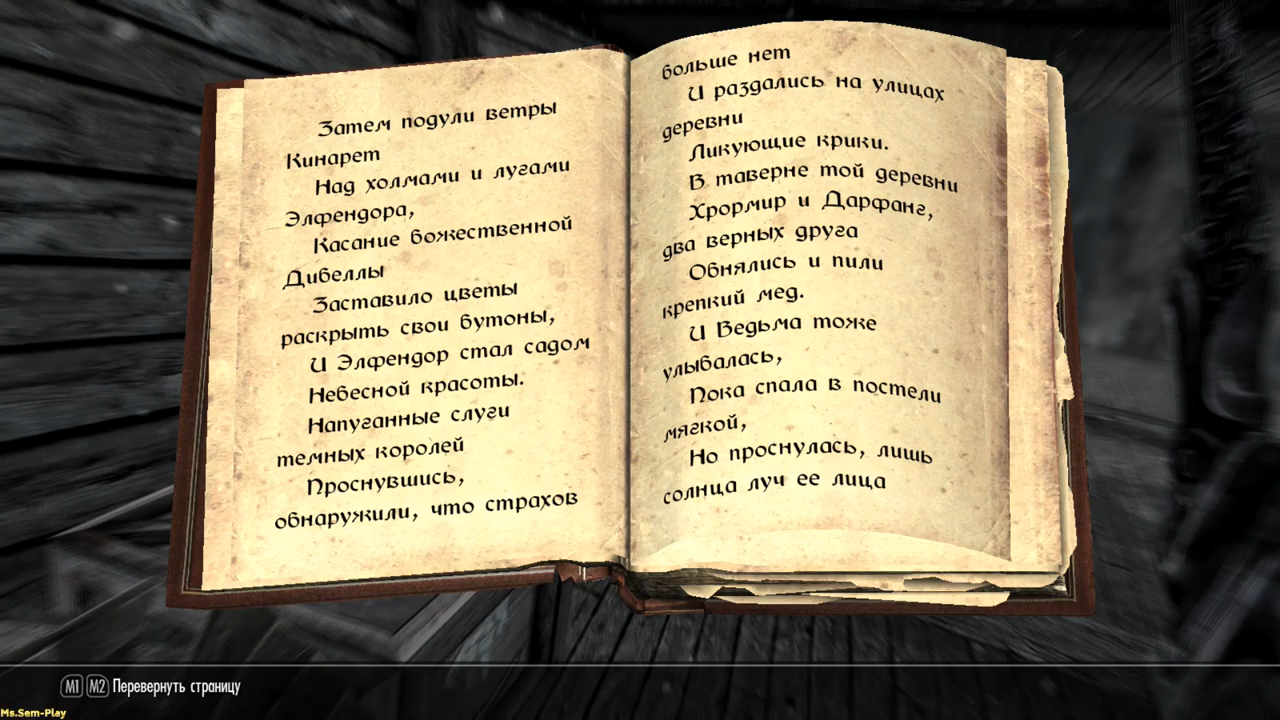 Затем подули ветры
Кинарет
Над холмами и лугами
Элфендора,
Касание божественной
Дибеллы
Заставило цветы
раскрыть свои бутоны,
И Элфендор стал садом
Небесной красоты.
Напуганные слуги
темных королей
Проснувшись,
обнаружили, что страхов
больше нет
И раздались на улицах
деревни
Ликующие крики.
В таверне той деревни
Хрормир и Дарфанг,
два верных друга
Обнялись и пили
крепкий мед.
И Ведьма тоже
улыбалась,
Пока спала в постели
мягкой,
Но проснулась, лишь
солнца луч ее лица
M1 M2 Перевернуть страницу
Ms.Sem-Play